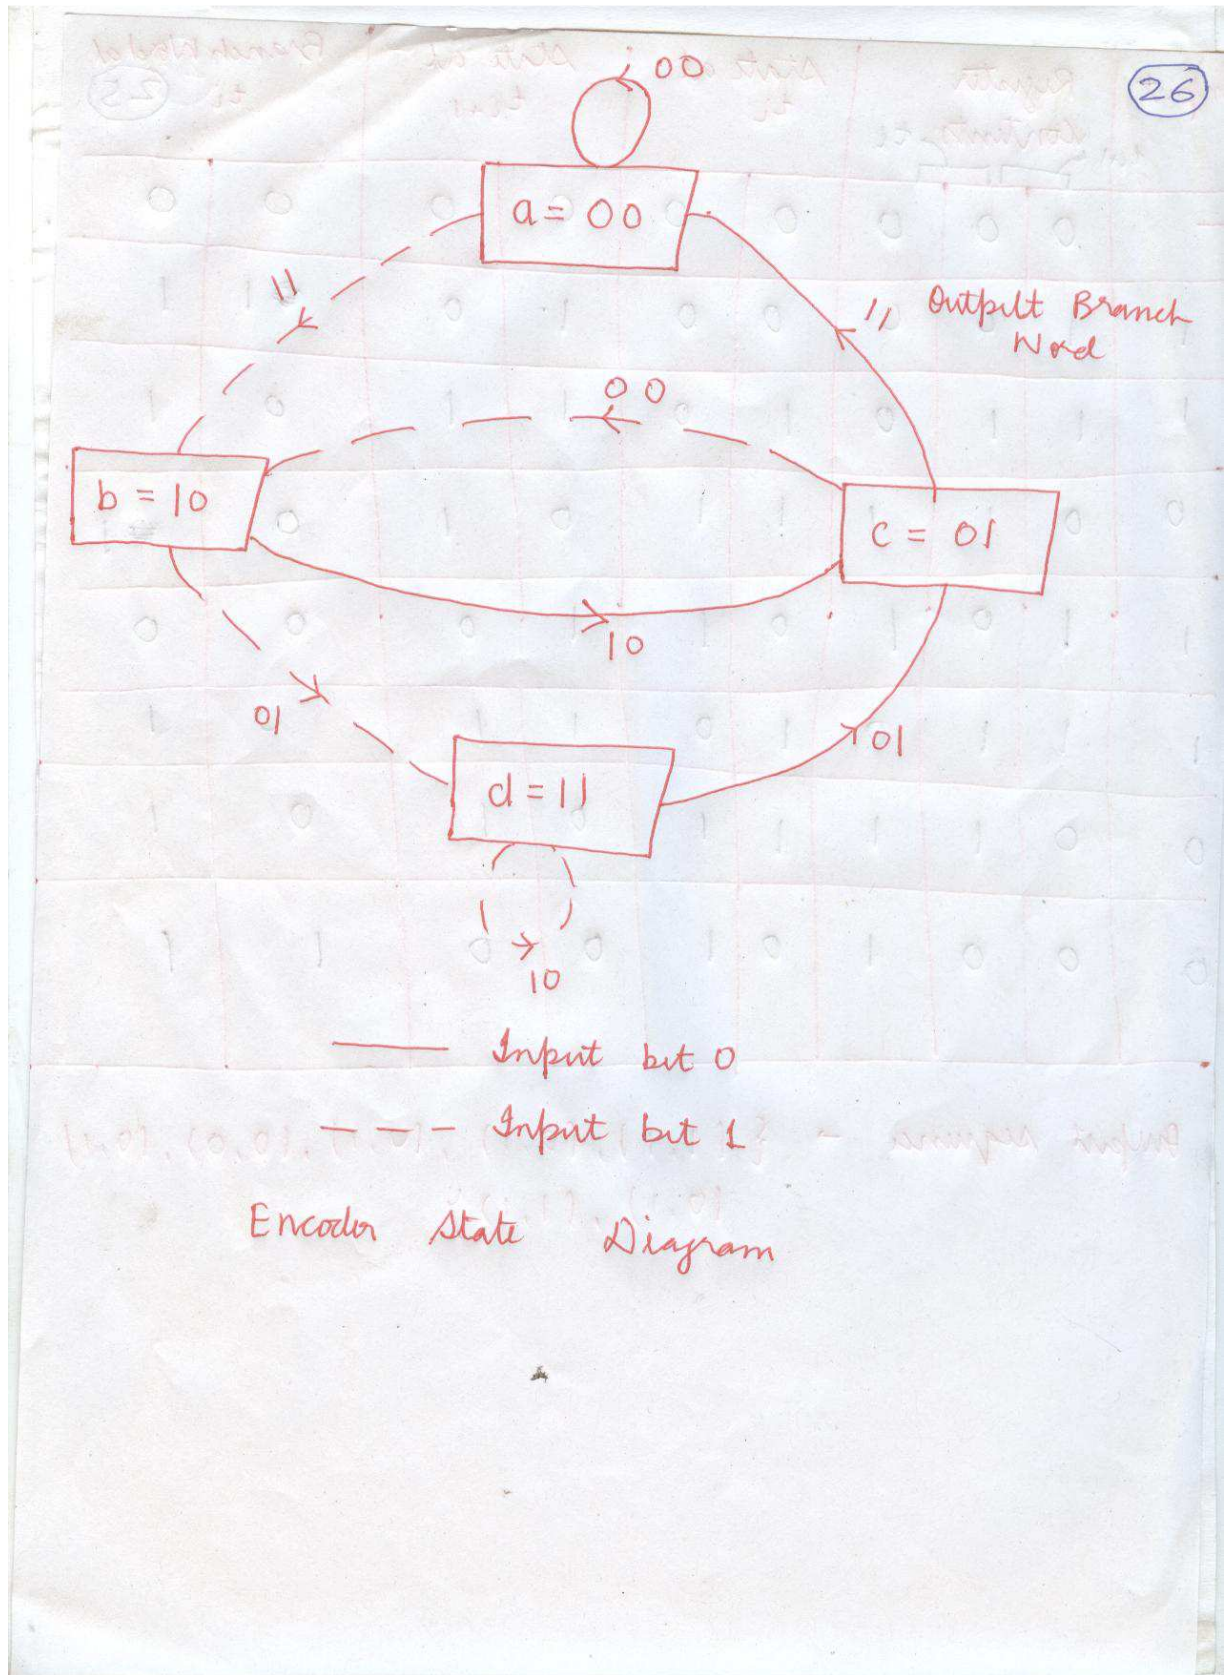 26
00
a = 00
11
11 Output Branch
Word
00
b = 10
c = 01
10
01
d = 11
01
10
Input bit 0
Input bit 1
Encoder State Diagram